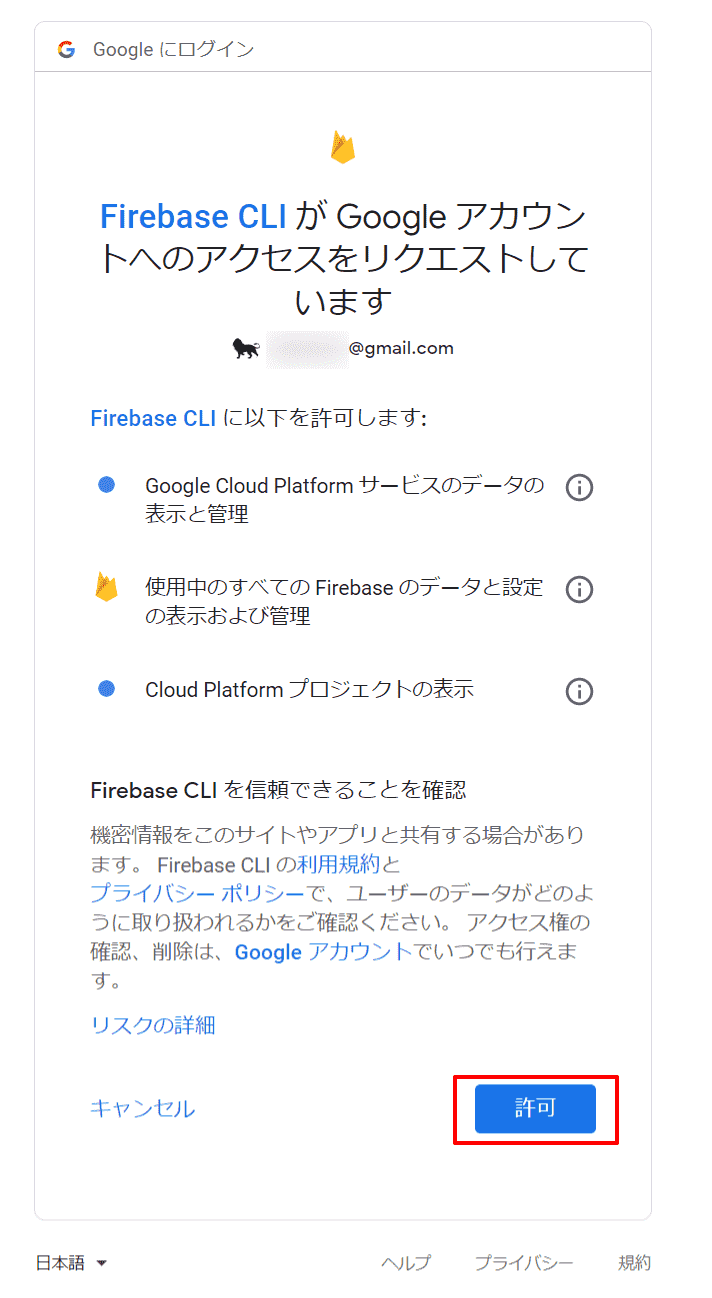 Google にログイン
Firebase CLI が Google アカウン
トへのアクセスをリクエストして
います
@gmail.com
Firebase CLI に以下を許可します:
Google Cloud Platform サービスのデータの
表示と管理
使用中のすべての Firebase のデータと設定
の表示および管理
Cloud Platform プロジェクトの表示
Firebase CLI を信頼できることを確認
機密情報をこのサイトやアプリと共有する場合があり
ます。 Firebase CLI の利用規約と
プライバシー ポリシーで、ユーザーのデータがどのよ
うに取り扱われるかをご確認ください。 アクセス権の
確認、削除は、Google アカウントでいつでも行えま
す。
リスクの詳細
キャンセル
許可
日本語
ヘルプ
プライバシー
規約